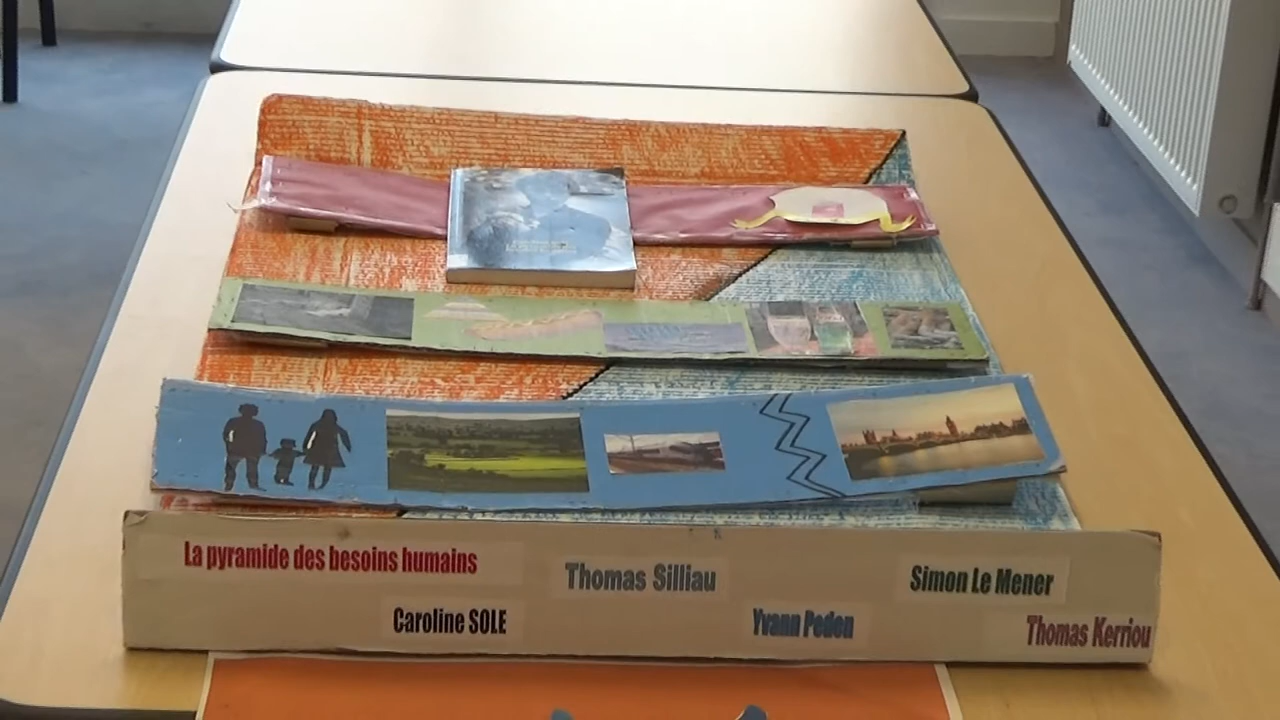 La pyramide des besoins humains
Thomas Silliau
Simon Le Mener
Caroline SOLE
Yvann Peden
Thomas Kerriou